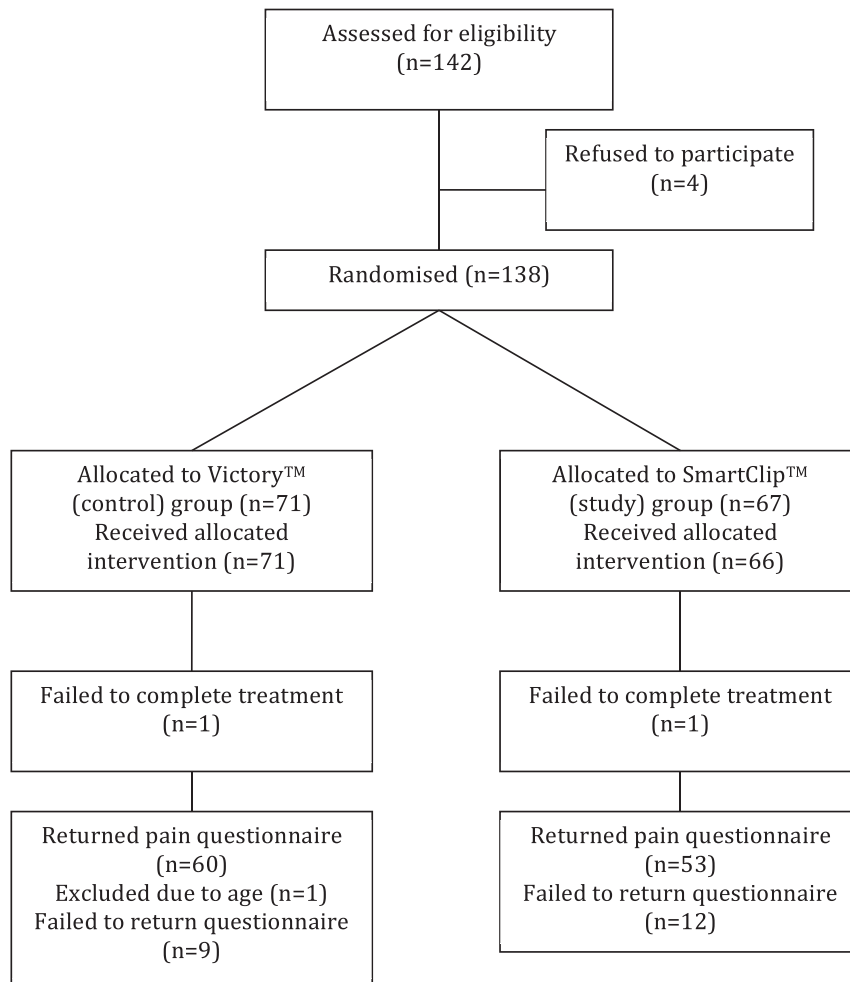 Assessed for eligibility
(n=142)
Refused to participate
(n=4)
Randomised (n=138)
Allocated to Victory™
(control) group (n=71)
Received allocated
intervention (n=71)
Allocated to SmartClip™
(study) group (n=67)
Received allocated
intervention (n=66)
Failed to complete treatment
(n=1)
Failed to complete treatment
(n=1)
Returned pain questionnaire
(n=60)
Excluded due to age (n=1)
Failed to return questionnaire
(n=9)
Returned pain questionnaire
(n=53)
Failed to return questionnaire
(n=12)